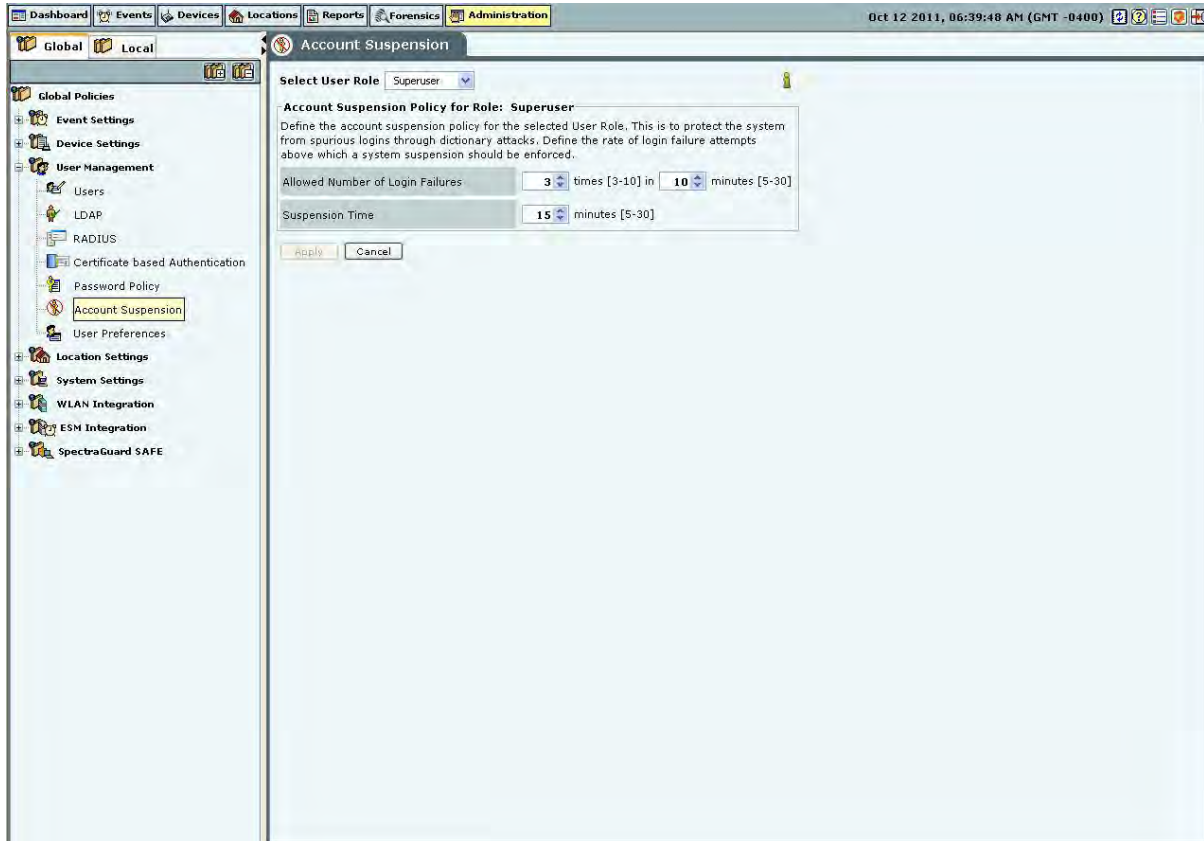 Dashboard Events Devices Locations Reports Forensics Administration Oct 12 2011, 06:39:48 AM (GMT -0400)
Global Local
Global Policies
Event Settings
Device Settings
User Management
Users
LDAP
RADIUS
Certificate based Authentication
Password Policy
Account Suspension
User Preferences
Location Settings
System Settings
WLAN Integration
ESM Integration
SpectraGuard SAFE
Account Suspension
Select User Role Superuser
Account Suspension Policy for Role: Superuser
Define the account suspension policy for the selected User Role. This is to protect the system
from spurious logins through dictionary attacks. Define the rate of login failure attempts
above which a system suspension should be enforced.
Allowed Number of Login Failures 3 times [3-10] in 10 minutes [5-30]
Suspension Time 15 minutes [5-30]
Apply Cancel